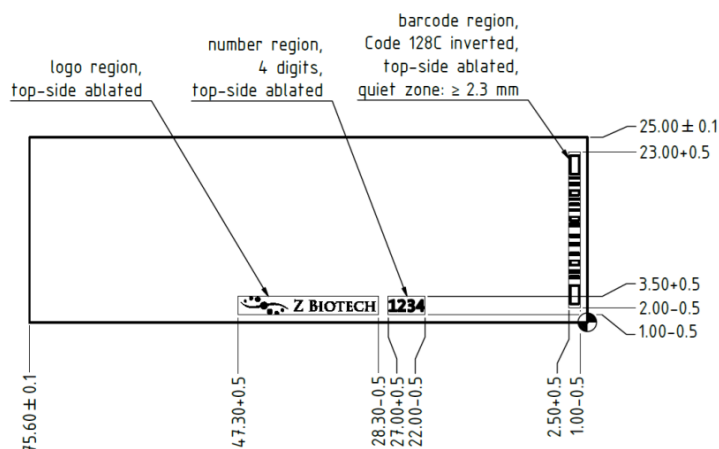 barcode region,
Code 128C inverted,
top-side ablated,
quiet zone: ≥ 2.3 mm
number region,
4 digits,
top-side ablated
logo region,
top-side ablated
25.00 ± 0.1
23.00+0.5
3.50+0.5
2.00-0.5
1.00-0.5
Z BIOTECH
1234
75.60 ± 0.1
47.30+0.5
28.30-0.5
27.00+0.5
22.00-0.5
2.50+0.5
1.00-0.5